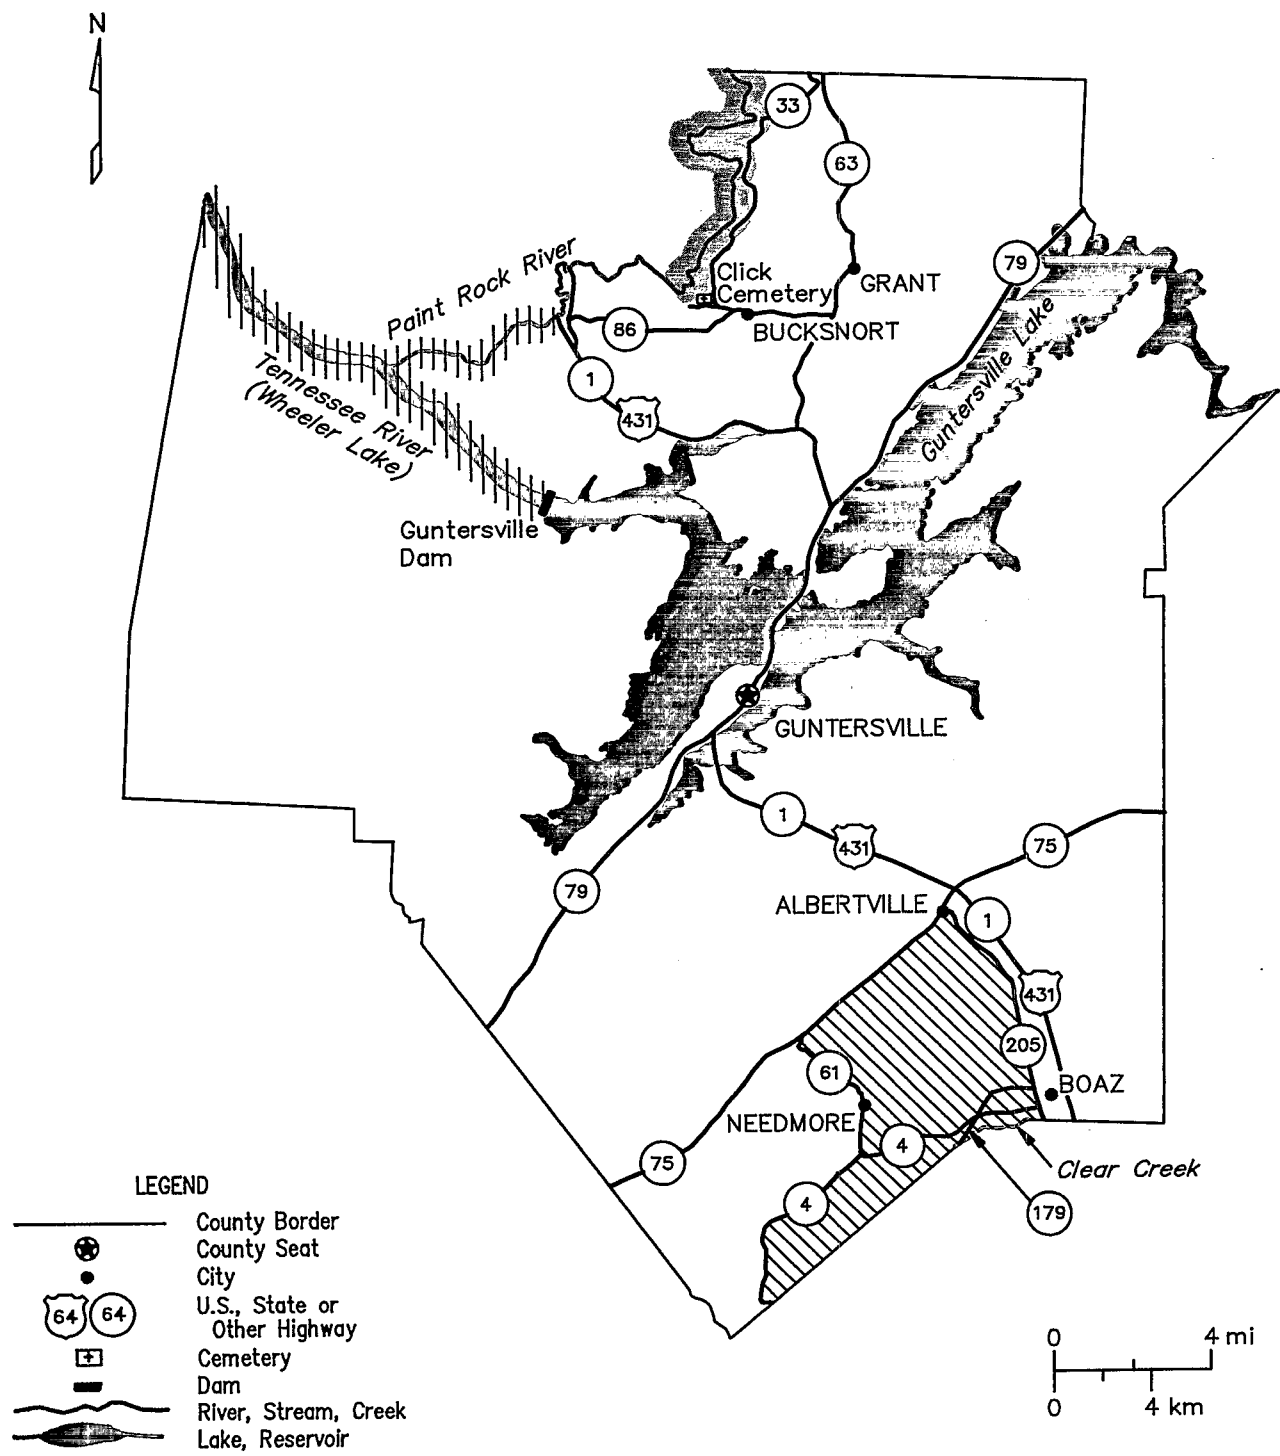 N
33
63
79
Click
Cemetery
GRANT
Paint Rock River
86
BUCKSNORT
Guntersville Lake
Tennessee River
(Wheeler Lake)
1
431
Guntersville
Dam
GUNTERSVILLE
1
431
75
79
ALBERTVILLE
1
431
205
61
BOAZ
NEEDMORE
4
75
Clear Creek
4
179
LEGEND
County Border
County Seat
City
64 64 U.S., State or
Other Highway
Cemetery
Dam
River, Stream, Creek
Lake, Reservoir
0 4 mi
0 4 km